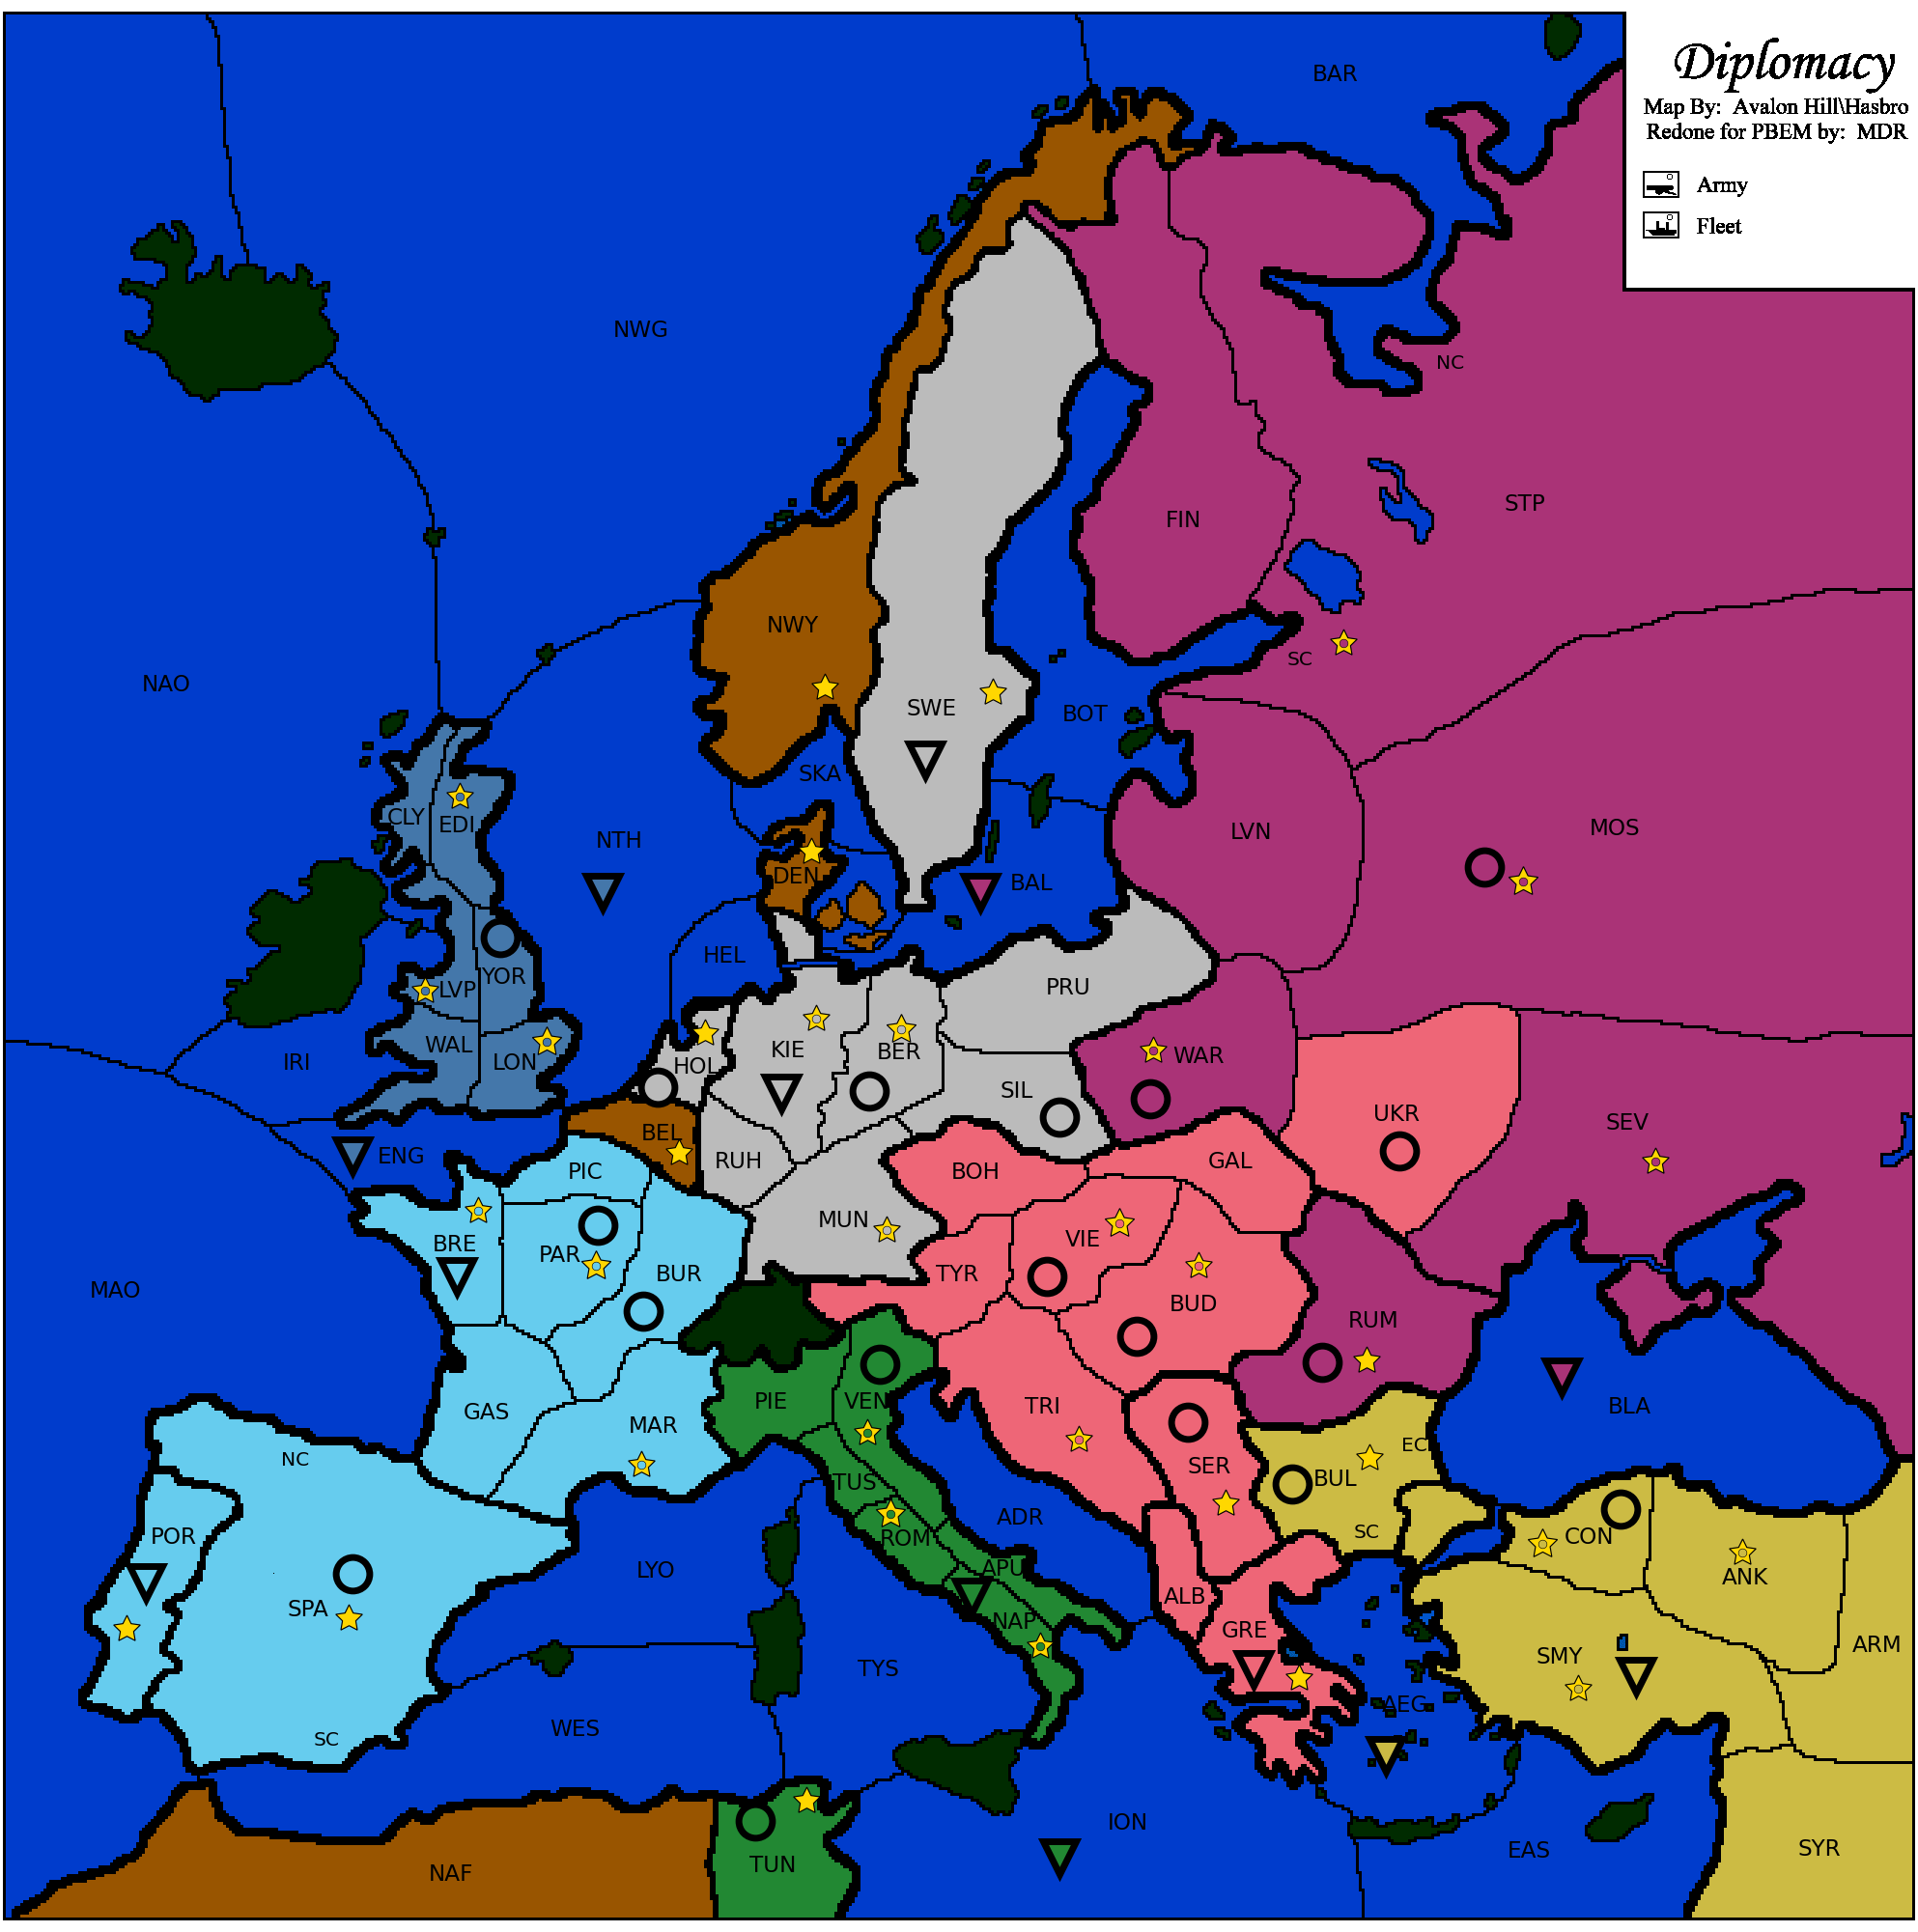 Diplomacy
Map By: Avalon Hill\Hasbro
Redone for PBEM by: MDR
Army
Fleet
BAR
NWG
NC
STP
FIN
NWY
SC
NAO
SWE
BOT
SKA
CLY
EDI
NTH
LVN
MOS
DEN
BAL
HEL
YOR
LVP
PRU
WAL
LON
IRI
KIE
BER
HOL
WAR
SIL
UKR
SEV
BEL
ENG
RUH
PIC
BOH
GAL
MUN
VIE
BRE
PAR
BUR
TYR
MAO
BUD
RUM
PIE
VEN
TRI
BLA
GAS
MAR
EC
NC
SER
BUL
TUS
ADR
SC
POR
ROM
CON
APU
ANK
LYO
ALB
SPA
NAP
GRE
ARM
SMY
TYS
AEG
WES
SC
ION
EAS
SYR
TUN
NAF